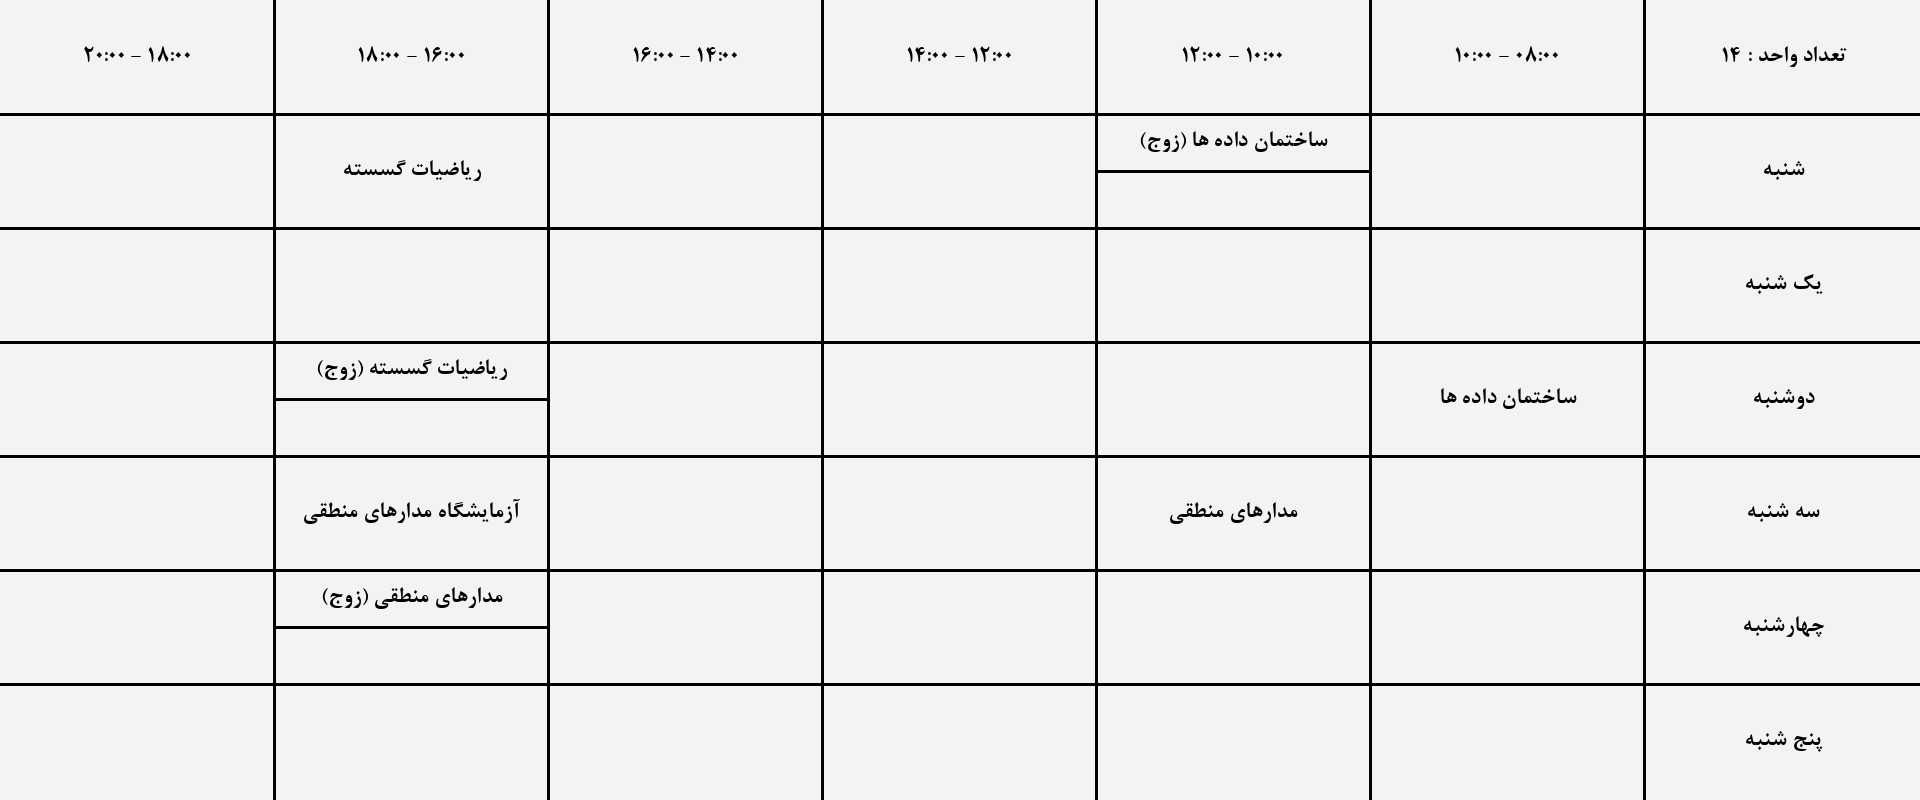 تعداد واحد : ۱۴
۰۸:۰۰ - ۱۰:۰۰
۱۰:۰۰ - ۱۲:۰۰
۱۲:۰۰ - ۱۴:۰۰
۱۴:۰۰ - ۱۶:۰۰
۱۶:۰۰ - ۱۸:۰۰
۱۸:۰۰ - ۲۰:۰۰
شنبه
ساختمان داده ها (زوج)
ریاضیات گسسته
یک شنبه
دوشنبه
ساختمان داده ها
ریاضیات گسسته (زوج)
سه شنبه
مدارهای منطقی
آزمایشگاه مدارهای منطقی
چهارشنبه
مدارهای منطقی (زوج)
پنج شنبه